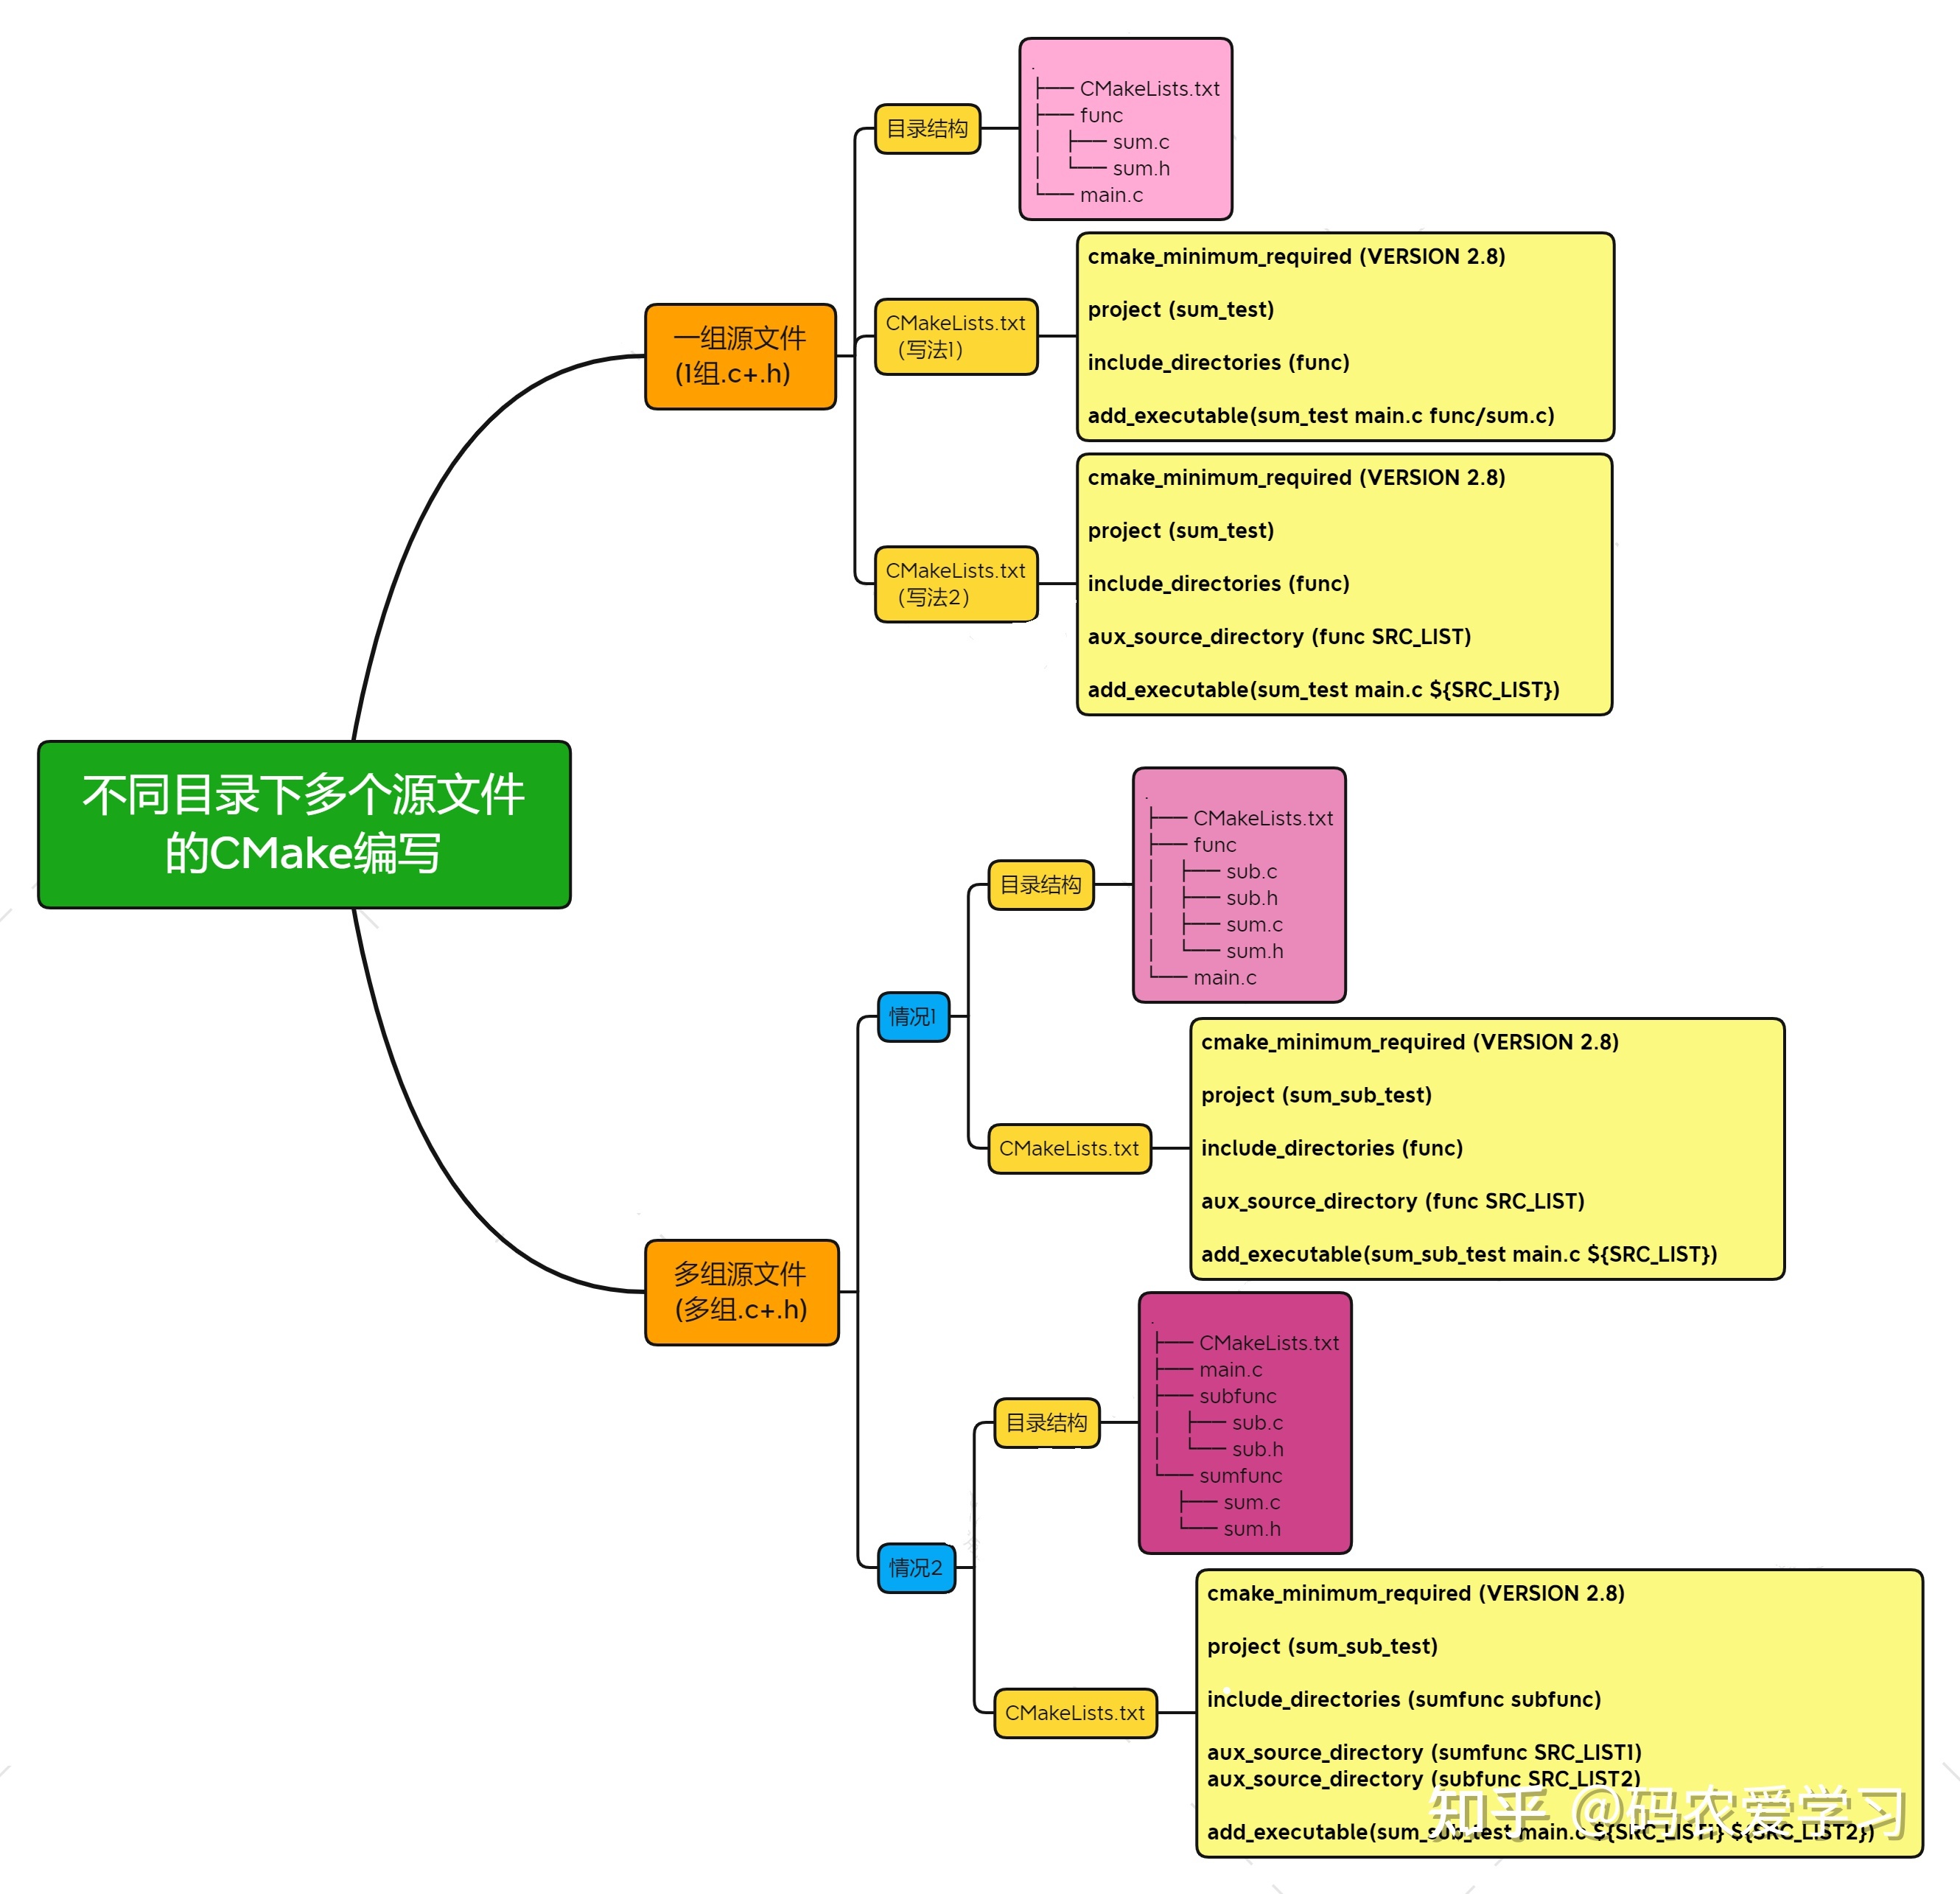 不同目录下多个源文件
的CMake编写
一组源文件
(1组.c+.h)
目录结构
.
├── CMakeLists.txt
├── func
│   ├── sum.c
│   └── sum.h
└── main.c
CMakeLists.txt
（写法1）
cmake_minimum_required (VERSION 2.8)
project (sum_test)
include_directories (func)
add_executable(sum_test main.c func/sum.c)
CMakeLists.txt
（写法2）
cmake_minimum_required (VERSION 2.8)
project (sum_test)
include_directories (func)
aux_source_directory (func SRC_LIST)
add_executable(sum_test main.c ${SRC_LIST})
多组源文件
(多组.c+.h)
情况1
目录结构
.
├── CMakeLists.txt
├── func
│   ├── sub.c
│   ├── sub.h
│   ├── sum.c
│   └── sum.h
└── main.c
CMakeLists.txt
cmake_minimum_required (VERSION 2.8)
project (sum_sub_test)
include_directories (func)
aux_source_directory (func SRC_LIST)
add_executable(sum_sub_test main.c ${SRC_LIST})
情况2
目录结构
.
├── CMakeLists.txt
├── main.c
├── subfunc
│   ├── sub.c
│   └── sub.h
└── sumfunc
    ├── sum.c
    └── sum.h
CMakeLists.txt
cmake_minimum_required (VERSION 2.8)
project (sum_sub_test)
include_directories (sumfunc subfunc)
aux_source_directory (sumfunc SRC_LIST1)
aux_source_directory (subfunc SRC_LIST2)
add_executable(sum_sub_test main.c ${SRC_LIST1} ${SRC_LIST2})
知乎 @码农爱学习